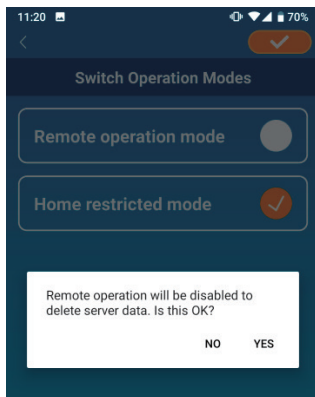 11:20 70%
Switch Operation Modes
Remote operation mode
Home restricted mode
Remote operation will be disabled to
delete server data. Is this OK?
NO YES